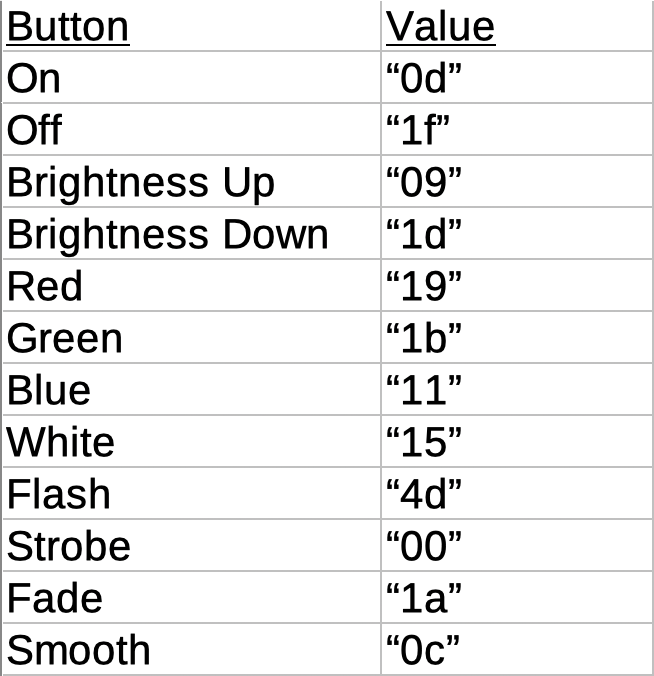 Button Value
On “0d”
Off “1f”
Brightness Up “09”
Brightness Down “1d”
Red “19”
Green “1b”
Blue “11”
White “15”
Flash “4d”
Strobe “00”
Fade “1a”
Smooth “0c”